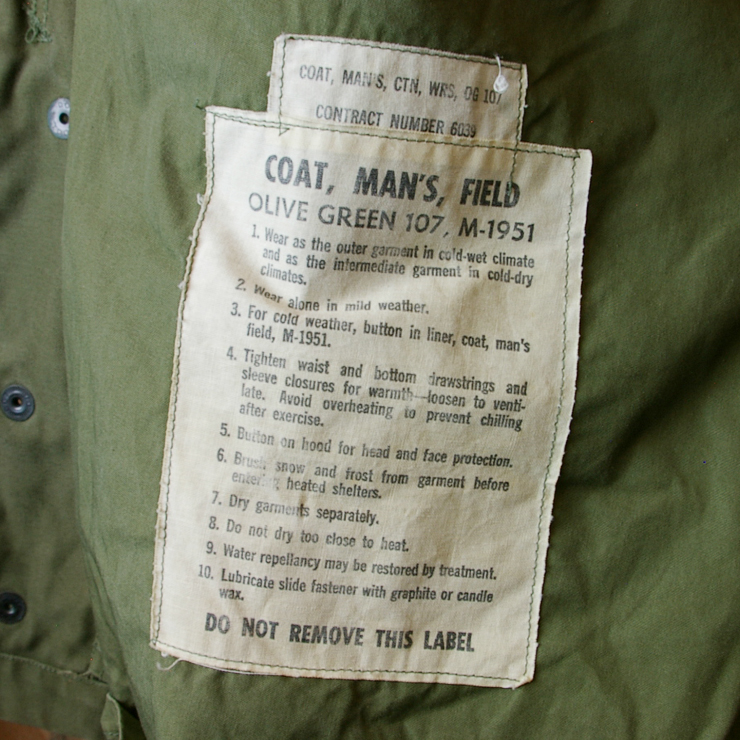 COAT, MAN'S, CTN, WRS, OG 107
CONTRACT NUMBER 6039
COAT, MAN'S, FIELD
OLIVE GREEN 107, M-1951
1. Wear as the outer garment in cold-wet climate
and as the intermediate garment in cold-dry
climates.
2. Wear alone in mild weather.
3. For cold weather, button in liner, coat, man's
field, M-1951.
4. Tighten waist and bottom drawstrings and
sleeve closures for warmth—loosen to venti-
late. Avoid overheating to prevent chilling
after exercise.
5. Button on hood for head and face protection.
6. Brush snow and frost from garment before
entering heated shelters.
7. Dry garments separately.
8. Do not dry too close to heat.
9. Water repellancy may be restored by treatment.
10. Lubricate slide fastener with graphite or candle
wax.
DO NOT REMOVE THIS LABEL